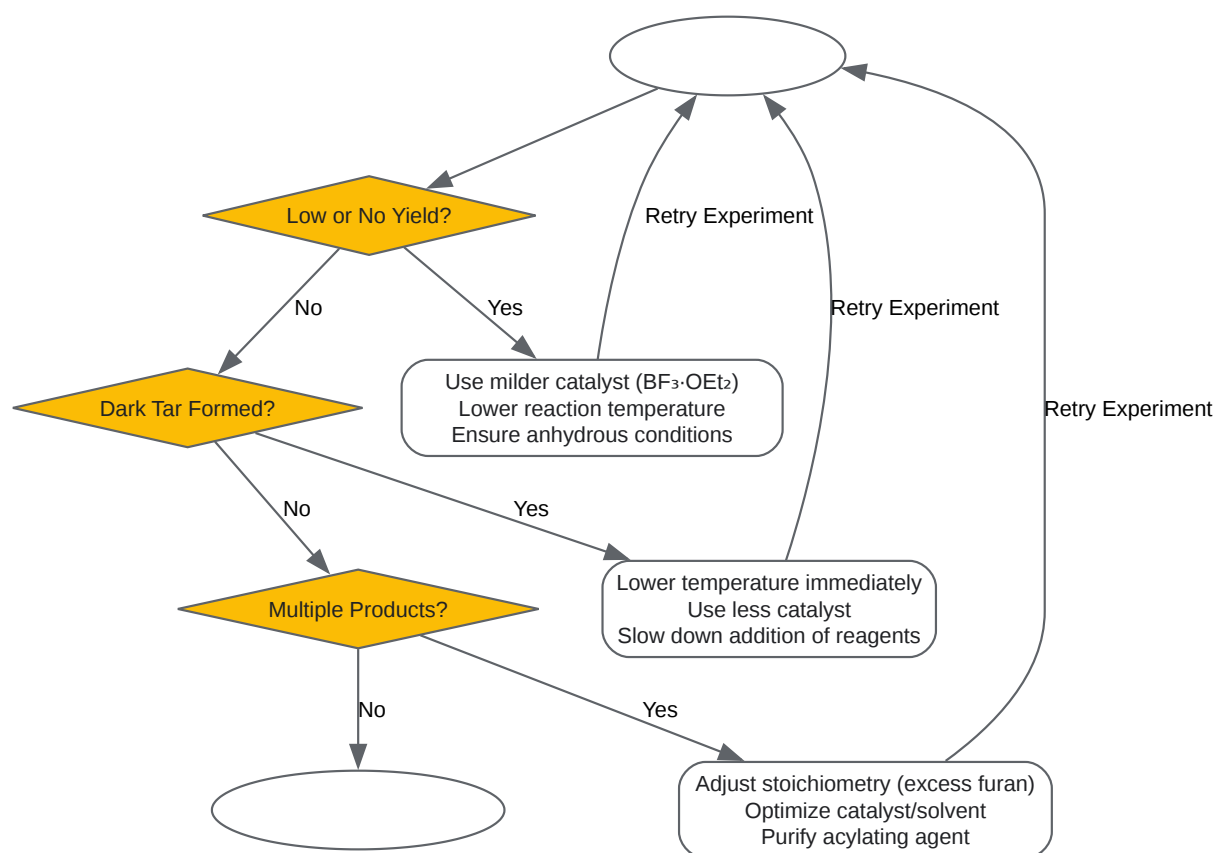 Low or No Yield?
Retry Experiment
No
Yes
Retry Experiment
Use milder catalyst (BF₃·OEt₂)
Lower reaction temperature
Ensure anhydrous conditions
Dark Tar Formed?
Retry Experiment
No
Yes
Lower temperature immediately
Use less catalyst
Slow down addition of reagents
Multiple Products?
No
Yes
Adjust stoichiometry (excess furan)
Optimize catalyst/solvent
Purify acylating agent